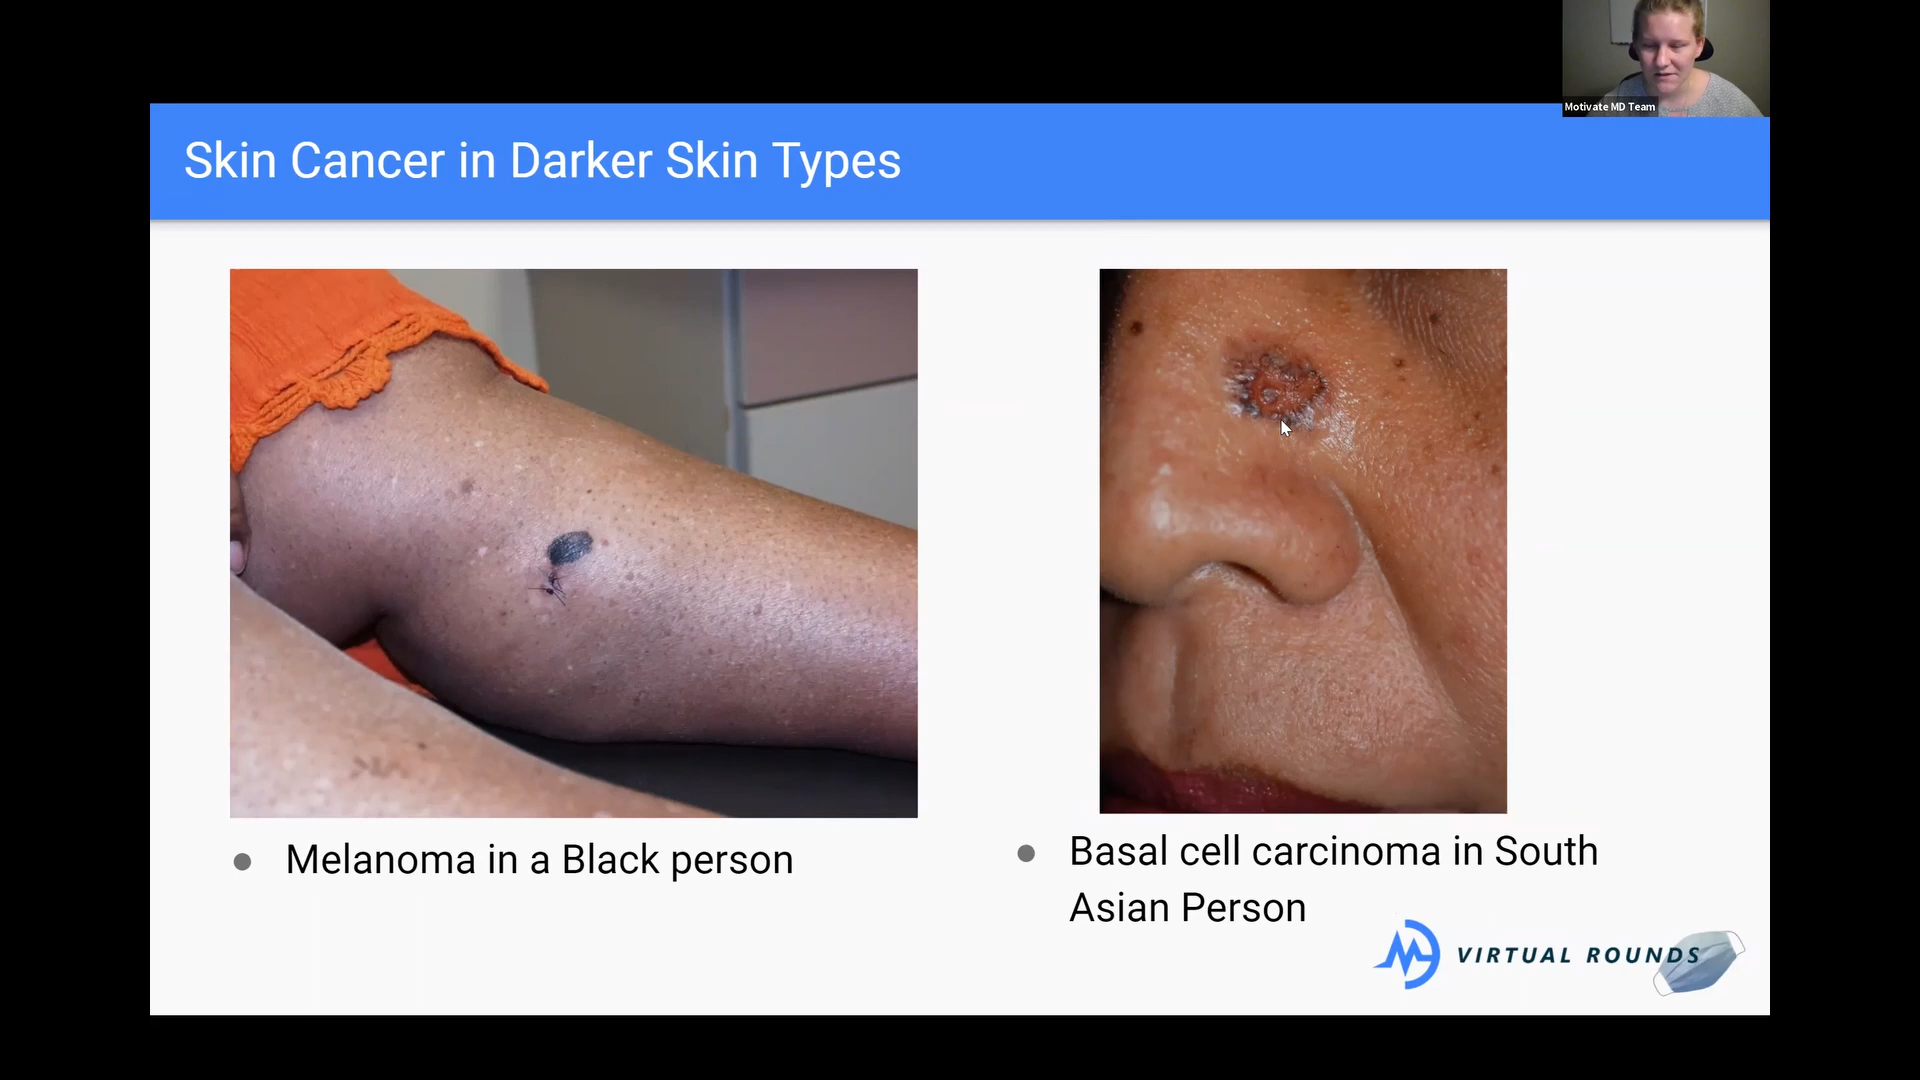 Motivate MD Team
Skin Cancer in Darker Skin Types
Melanoma in a Black person
Basal cell carcinoma in South
Asian Person
VIRTUAL ROUNDS